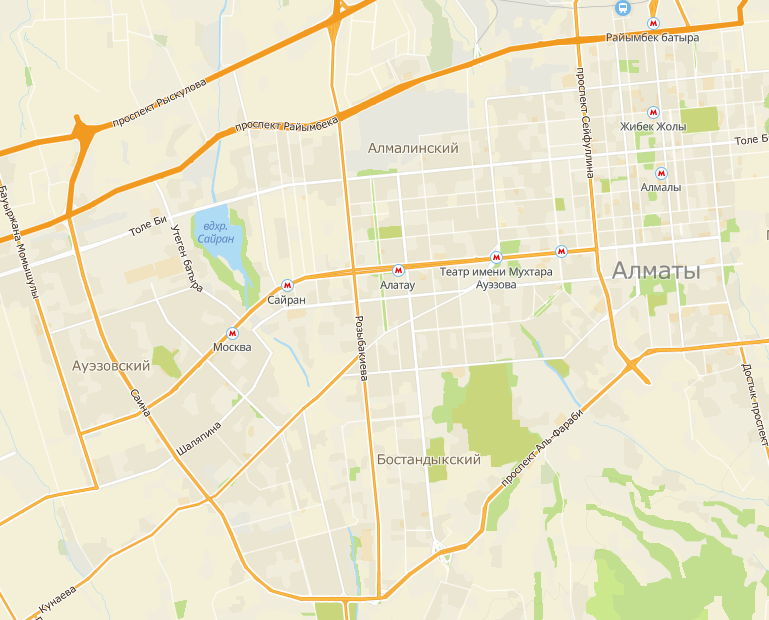 Райымбек батыра
проспект Рыскулова
проспект Райымбека
проспект Сейфуллина
Жибек Жолы
Алмалинский
Толе Б
Алмалы
Бауыржана Момышулы
Толе Би
вдхр.
Сайран
Утеген батыра
Театр имени Мухтара
Ауэзова
Алматы
Алатау
Сайран
Москва
Розыбакиева
Ауэзовский
Саина
Шаляпина
Достык проспект
Бостандыкский
проспект Аль-Фараби
Кунаева